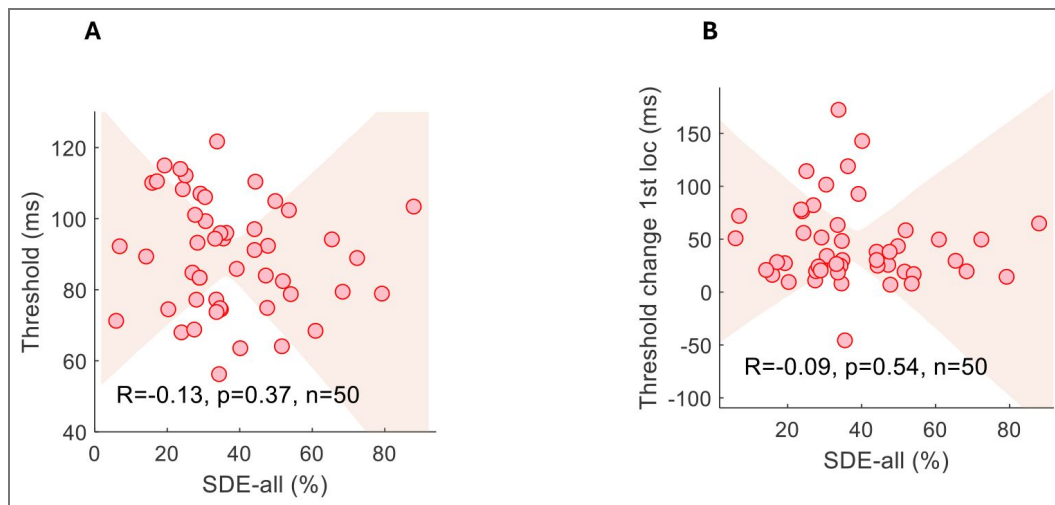 A
Threshold (ms)
120
100
80
60
40
R=-0.13, p=0.37, n=50
0 20 40 60 80
SDE-all (%)
B
Threshold change 1st loc (ms)
150
100
50
0
-50
-100
R=-0.09, p=0.54, n=50
20 40 60 80
SDE-all (%)